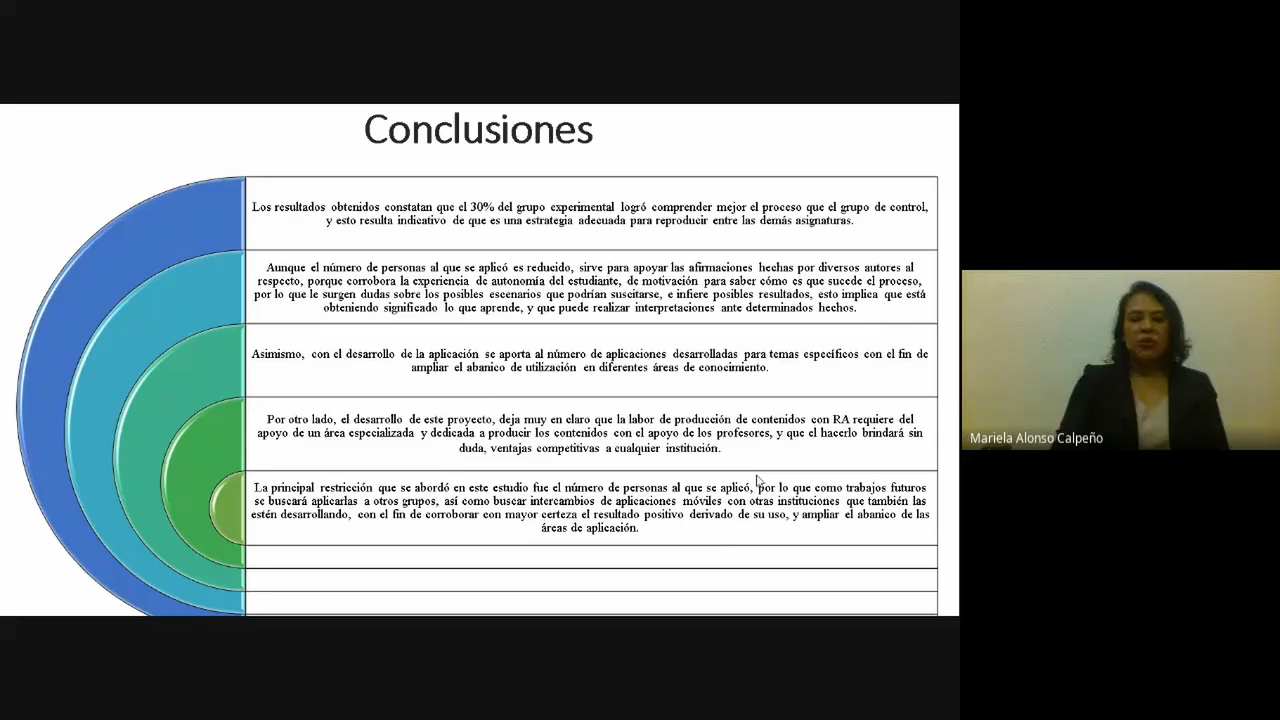 Conclusiones
Los resultados obtenidos constatan que el 30% del grupo experimental logró comprender mejor el proceso que el grupo de control,
y esto resulta indicativo de que es una estrategia adecuada para reproducir entre las demás asignaturas.
Aunque el número de personas al que se aplicó es reducido, sirve para apoyar las afirmaciones hechas por diversos autores al
respecto, porque corrobora la experiencia de autonomía del estudiante, de motivación para saber cómo es que sucede el proceso,
por lo que le surgen dudas sobre los posibles escenarios que podrían suscitarse, e infiere posibles resultados, esto implica que está
obteniendo significado lo que aprende, y que puede realizar interpretaciones ante determinados hechos.
Asimismo, con el desarrollo de la aplicación se aporta al número de aplicaciones desarrolladas para temas específicos con el fin de
ampliar el abanico de utilización en diferentes áreas de conocimiento.
Por otro lado, el desarrollo de este proyecto, deja muy en claro que la labor de producción de contenidos con RA requiere del
apoyo de un área especializada y dedicada a producir los contenidos con el apoyo de los profesores, y que el hacerlo brindará sin
duda, ventajas competitivas a cualquier institución.
La principal restricción que se abordó en este estudio fue el número de personas al que se aplicó, por lo que como trabajos futuros
se buscará aplicarlas a otros grupos, así como buscar intercambios de aplicaciones móviles con otras instituciones que también las
estén desarrollando, con el fin de corroborar con mayor certeza el resultado positivo derivado de su uso, y ampliar el abanico de las
áreas de aplicación.
Mariela Alonso Calpeño